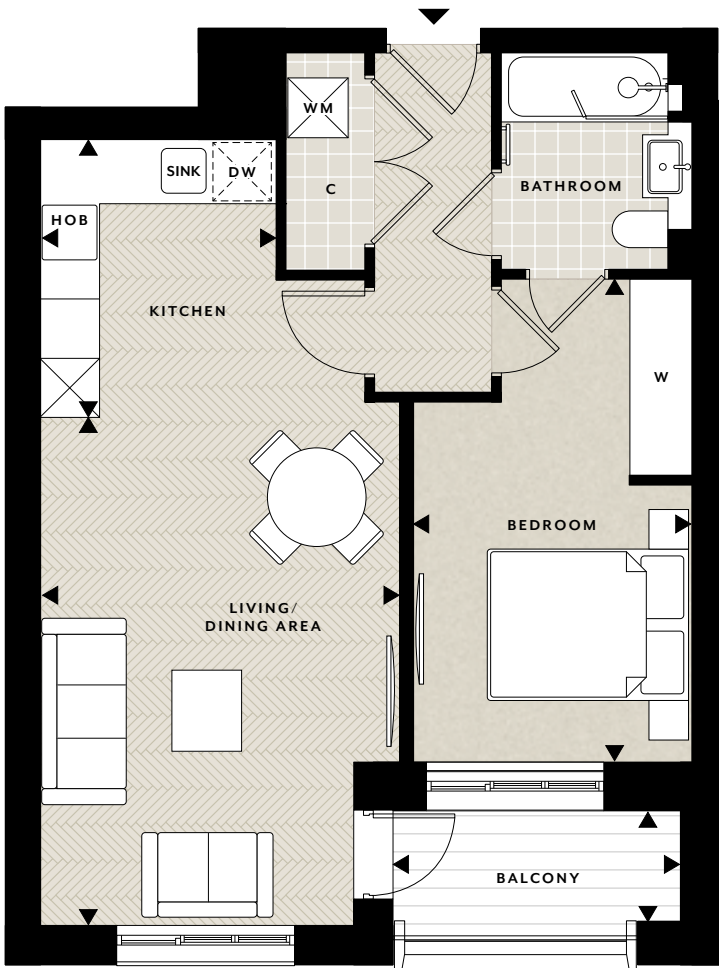 WM
SINK
DW
C
BATHROOM
HOB
KITCHEN
W
BEDROOM
LIVING/
DINING AREA
BALCONY